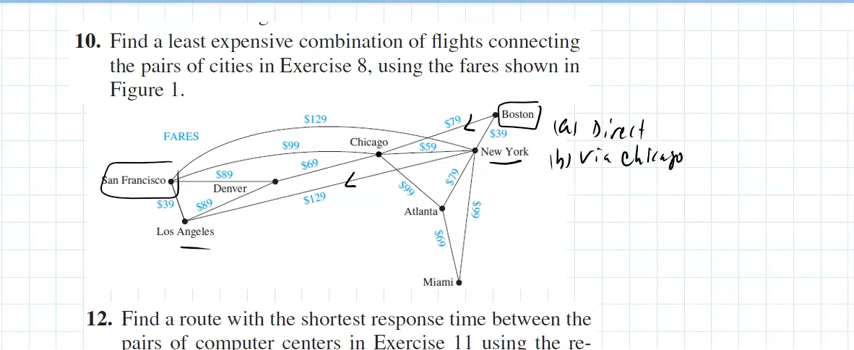 10. Find a least expensive combination of flights connecting
the pairs of cities in Exercise 8, using the fares shown in
Figure 1.
$129
$79
Boston
(a) Direct
FARES
$39
Chicago
$99
$59
New York
(b) via Chicago
$69
San Francisco
$89
Denver
$79
$99
$39
$89
$129
Atlanta
$99
Los Angeles
$69
Miami
12. Find a route with the shortest response time between the
pairs of computer centers in Exercise 11 using the re-